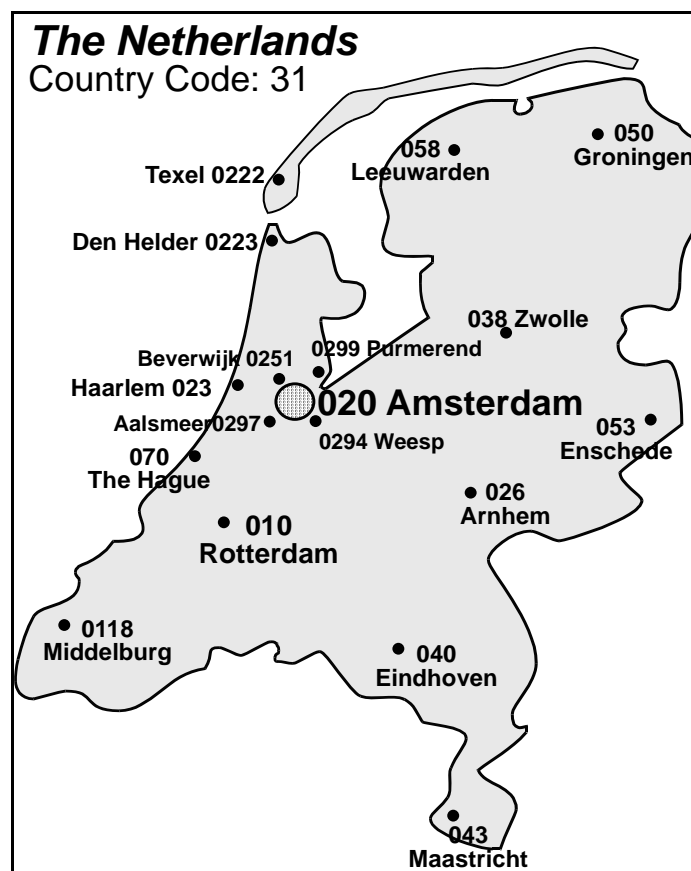 The Netherlands
Country Code: 31
050
Groningen
058
Leeuwarden
Texel 0222
Den Helder 0223
038 Zwolle
0299 Purmerend
Beverwijk 0251
Haarlem 023
020 Amsterdam
Aalsmeer0297
0294 Weesp
053
Enschede
070
The Hague
026
Arnhem
010
Rotterdam
0118
Middelburg
040
Eindhoven
043
Maastricht